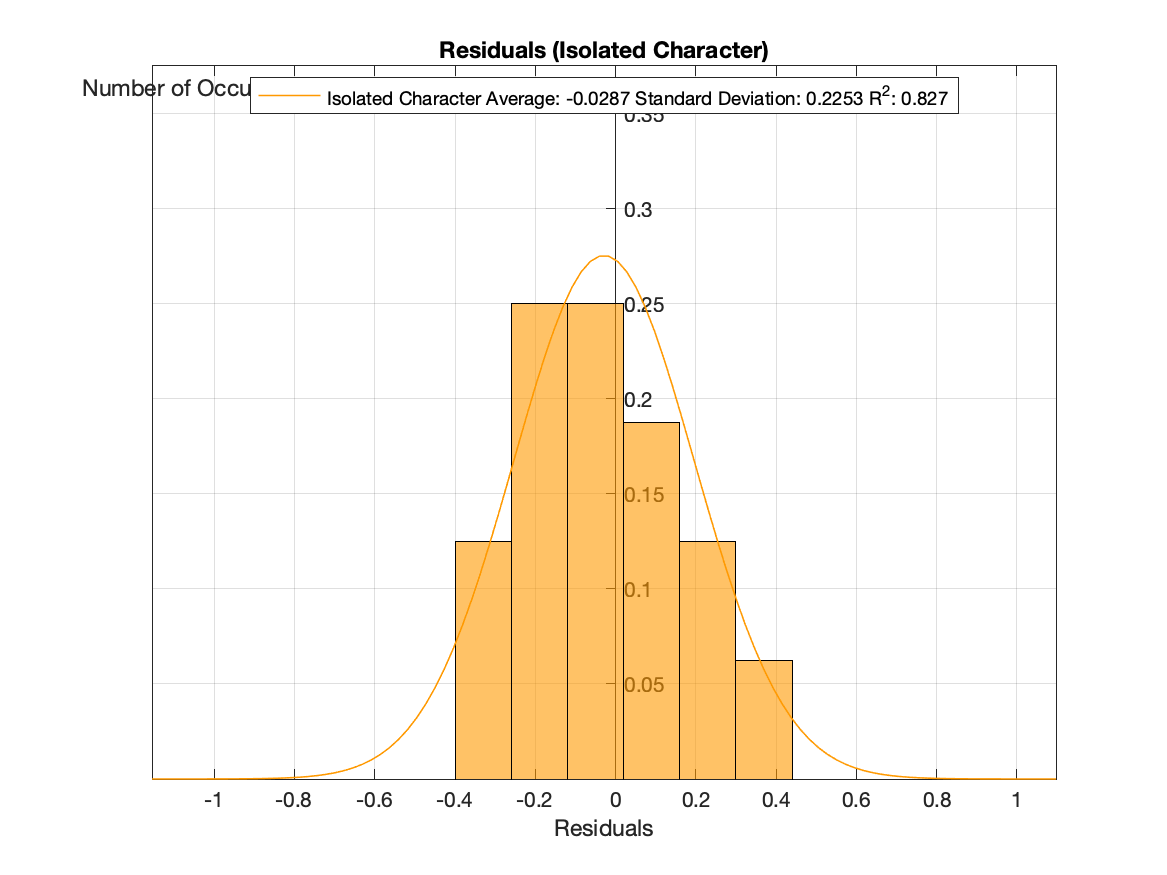 Residuals (Isolated Character)
Number of Occu
Isolated Character Average: -0.0287 Standard Deviation: 0.2253 R²: 0.827
0.35
0.3
0.25
0.2
0.15
0.1
0.05
-1 -0.8 -0.6 -0.4 -0.2 0 0.2 0.4 0.6 0.8 1
Residuals